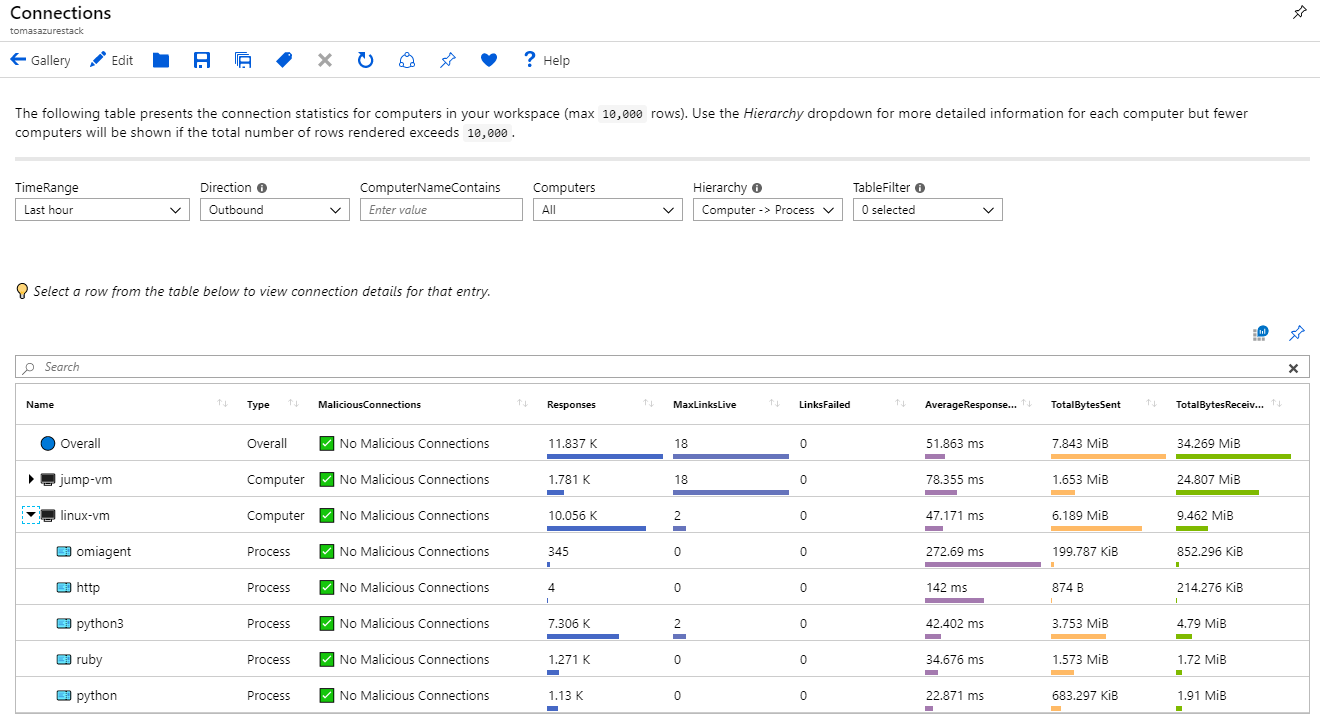 Connections
tomasazurestack
Gallery Edit Help
The following table presents the connection statistics for computers in your workspace (max 10,000 rows). Use the Hierarchy dropdown for more detailed information for each computer but fewer
computers will be shown if the total number of rows rendered exceeds 10,000.
TimeRange Direction ComputerNameContains Computers Hierarchy TableFilter
Last hour Outbound Enter value All Computer -> Process 0 selected
Select a row from the table below to view connection details for that entry.
Search
Name Type MaliciousConnections Responses MaxLinksLive LinksFailed AverageResponse... TotalBytesSent TotalBytesReceiv...
Overall Overall No Malicious Connections 11.837 K 18 0 51.863 ms 7.843 MiB 34.269 MiB
jump-vm Computer No Malicious Connections 1.781 K 18 0 78.355 ms 1.653 MiB 24.807 MiB
linux-vm Computer No Malicious Connections 10.056 K 2 0 47.171 ms 6.189 MiB 9.462 MiB
omiagent Process No Malicious Connections 345 0 0 272.69 ms 199.787 KiB 852.296 KiB
http Process No Malicious Connections 4 0 0 142 ms 874 B 214.276 KiB
python3 Process No Malicious Connections 7.306 K 2 0 42.402 ms 3.753 MiB 4.79 MiB
ruby Process No Malicious Connections 1.271 K 0 0 34.676 ms 1.573 MiB 1.72 MiB
python Process No Malicious Connections 1.13 K 0 0 22.871 ms 683.297 KiB 1.91 MiB